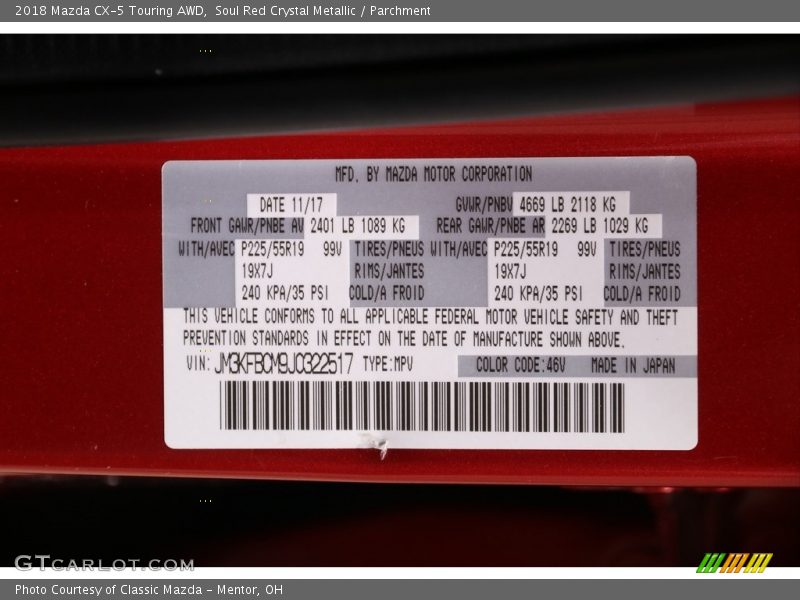 2018 Mazda CX-5 Touring AWD, Soul Red Crystal Metallic / Parchment
MFD. BY MAZDA MOTOR CORPORATION
DATE 11/17 GVWR/PNBV 4669 LB 2118 KG
FRONT GAWR/PNBE AV 2401 LB 1089 KG REAR GAWR/PNBE AR 2269 LB 1029 KG
WITH/AVEC P225/55R19 99V TIRES/PNEUS WITH/AVEC P225/55R19 99V TIRES/PNEUS
19X7J RIMS/JANTES 19X7J RIMS/JANTES
240 KPA/35 PSI COLD/A FROID 240 KPA/35 PSI COLD/A FROID
THIS VEHICLE CONFORMS TO ALL APPLICABLE FEDERAL MOTOR VEHICLE SAFETY AND THEFT
PREVENTION STANDARDS IN EFFECT ON THE DATE OF MANUFACTURE SHOWN ABOVE.
VIN: JM3KFBCM9J0322517 TYPE:MPV COLOR CODE:46V MADE IN JAPAN
GTCARLOT.COM
Photo Courtesy of Classic Mazda - Mentor, OH